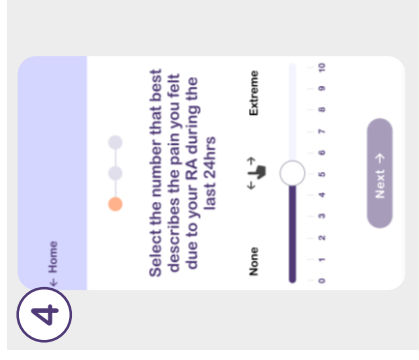 4
← Home
Select the number that best
describes the pain you felt
due to your RA during the
last 24hrs
None ← → Extreme
0 1 2 3 4 5 6 7 8 9 10
Next →